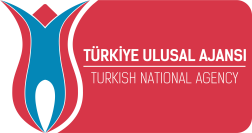 TÜRKİYE ULUSAL AJANSI
TURKISH NATIONAL AGENCY